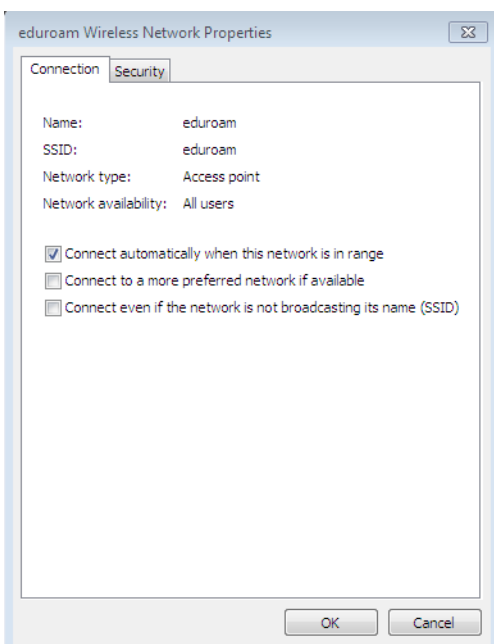 eduroam Wireless Network Properties
Connection Security
Name: eduroam
SSID: eduroam
Network type: Access point
Network availability: All users
Connect automatically when this network is in range
Connect to a more preferred network if available
Connect even if the network is not broadcasting its name (SSID)
OK Cancel